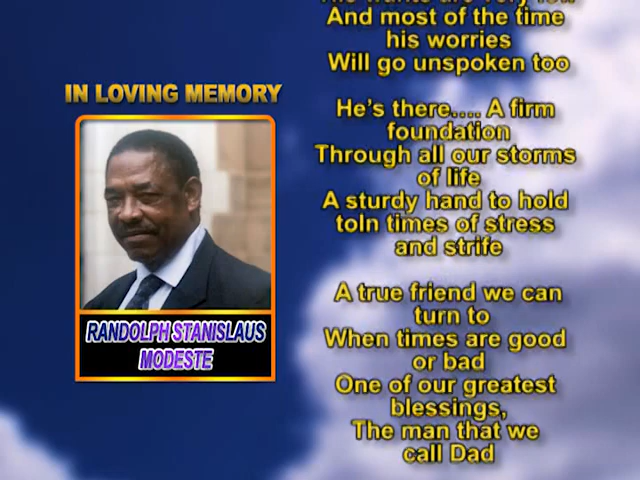 And most of the time
his worries
Will go unspoken too
IN LOVING MEMORY
He's there.... A firm
foundation
Through all our storms
of life
A sturdy hand to hold
toIn times of stress
and strife
RANDOLPH STANISLAUS
MODESTE
A true friend we can
turn to
When times are good
or bad
One of our greatest
blessings,
The man that we
call Dad